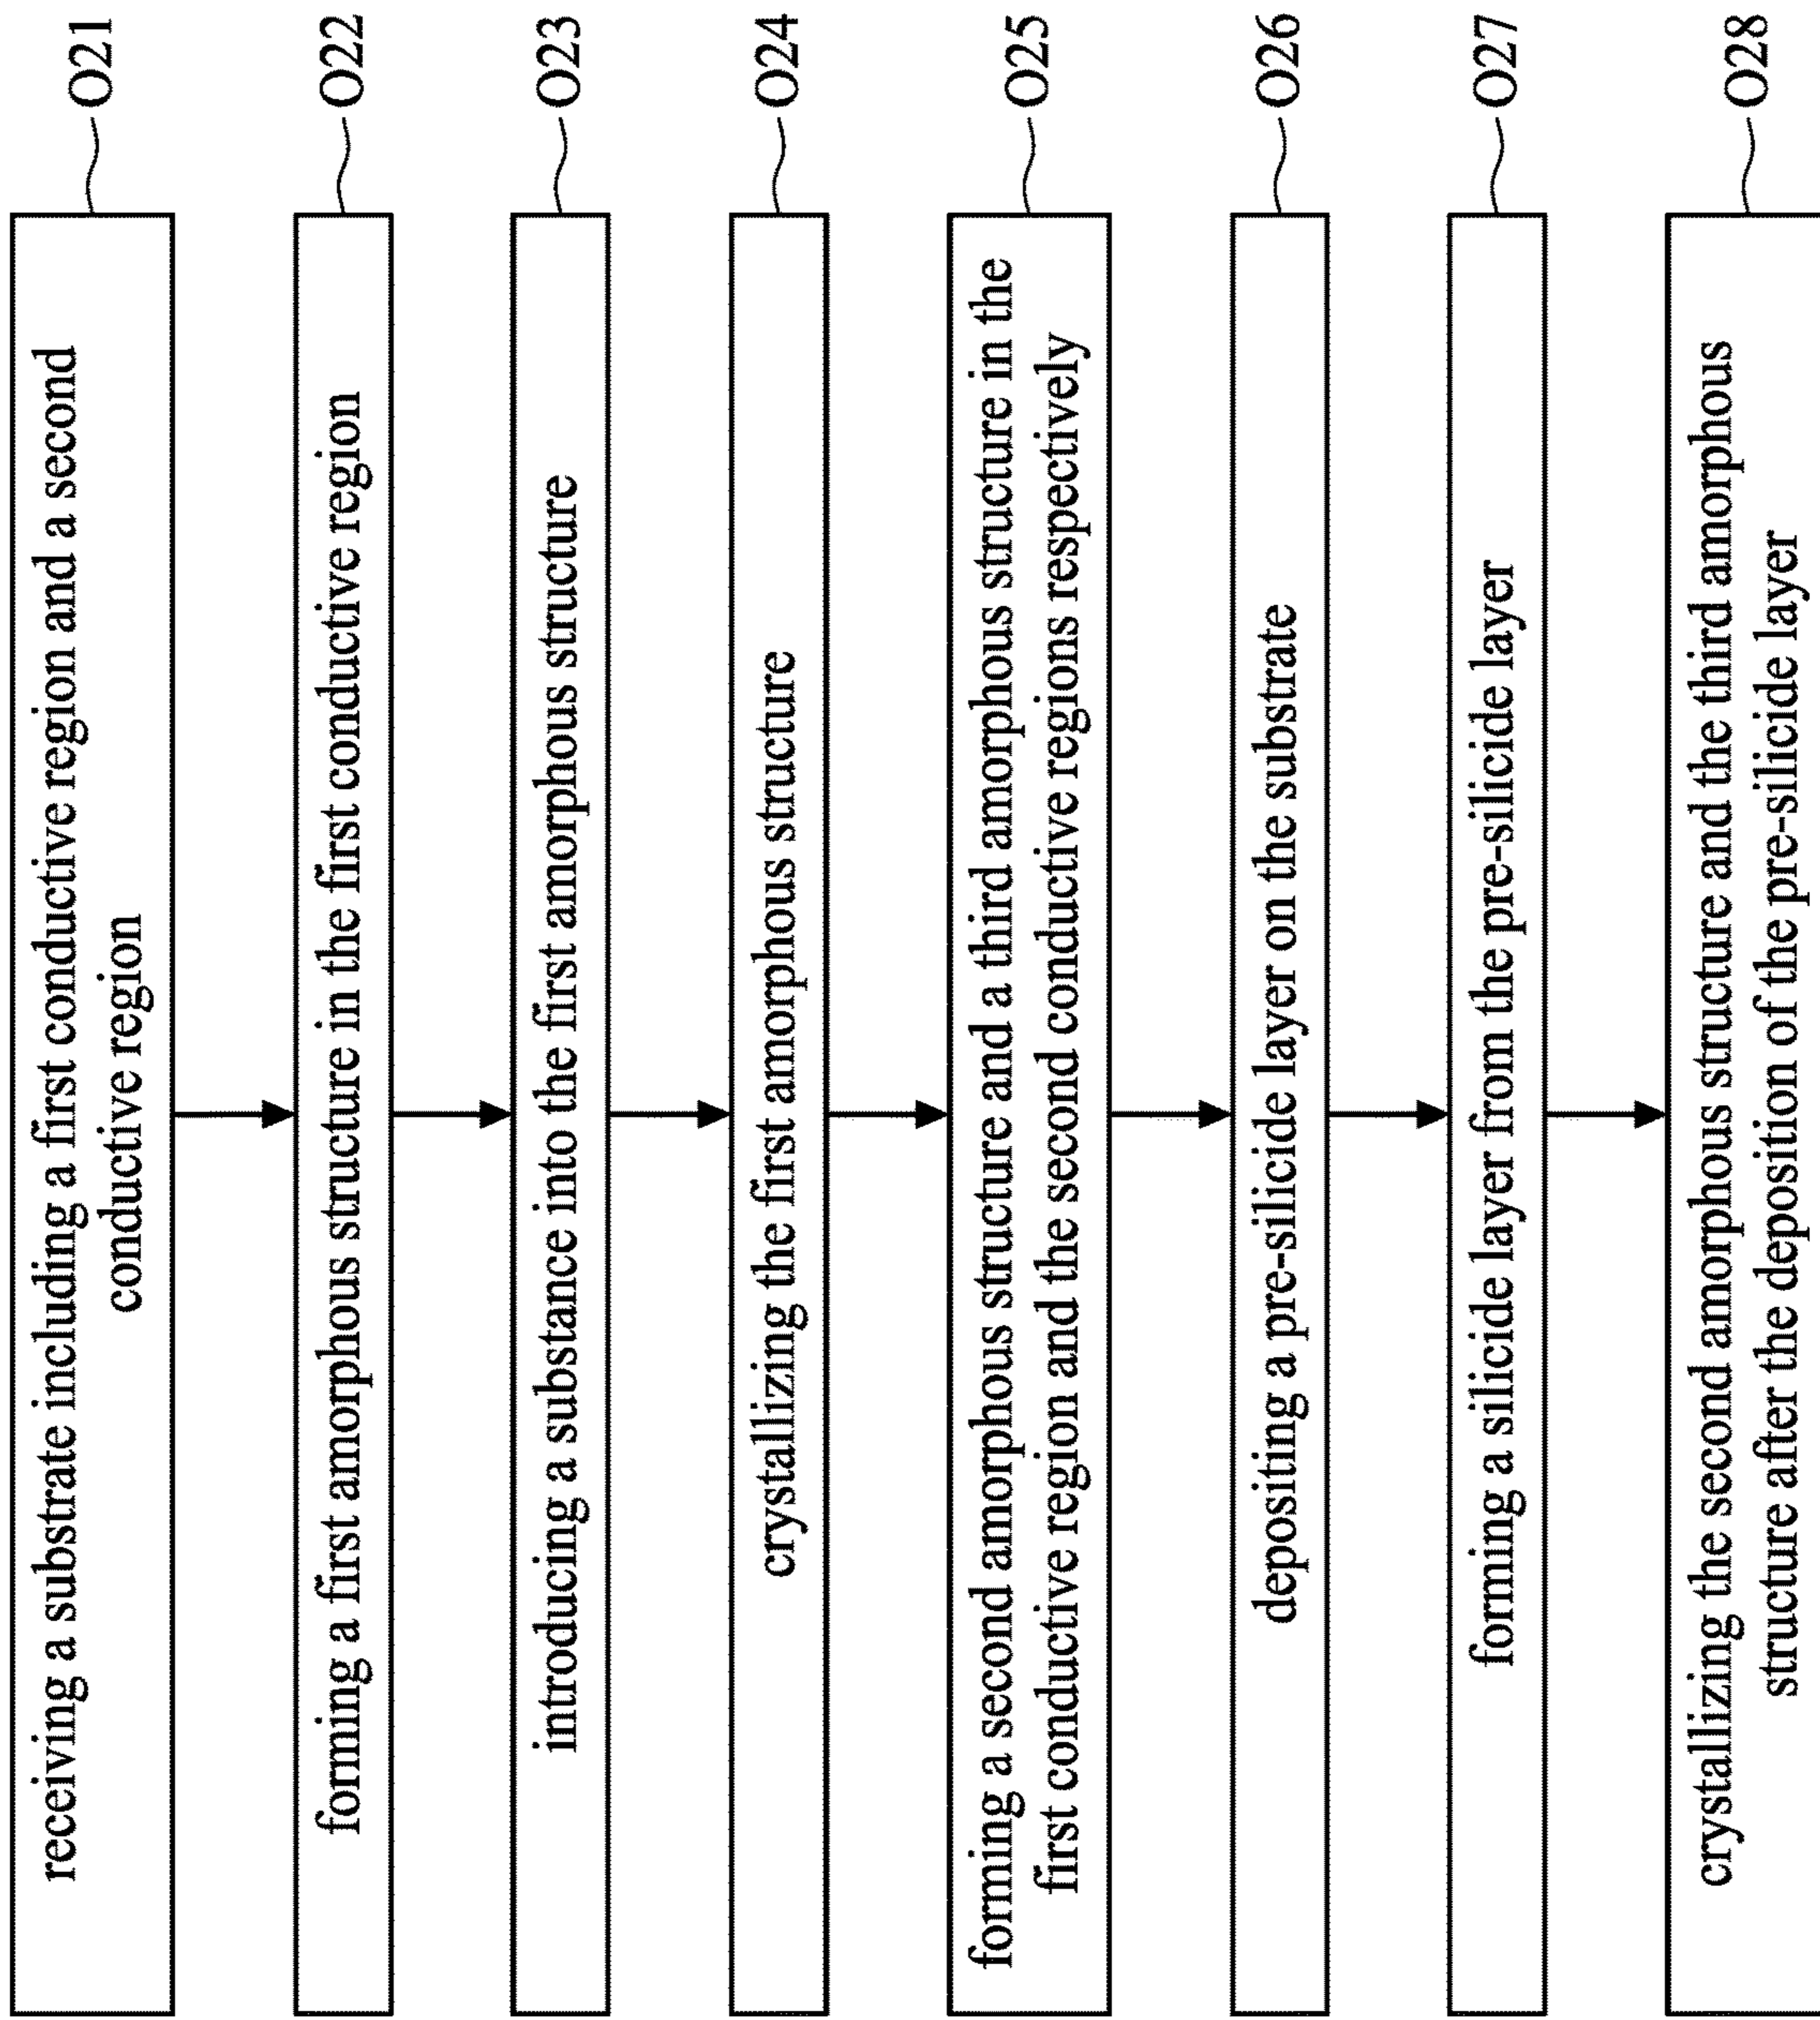 receiving a substrate including a first conductive region and a second
conductive region
O21
forming a first amorphous structure in the first conductive region
O22
introducing a substance into the first amorphous structure
O23
crystallizing the first amorphous structure
O24
forming a second amorphous structure and a third amorphous structure in the
first conductive region and the second conductive regions respectively
O25
depositing a pre-silicide layer on the substrate
O26
forming a silicide layer from the pre-silicide layer
O27
crystallizing the second amorphous structure and the third amorphous
structure after the deposition of the pre-silicide layer
O28